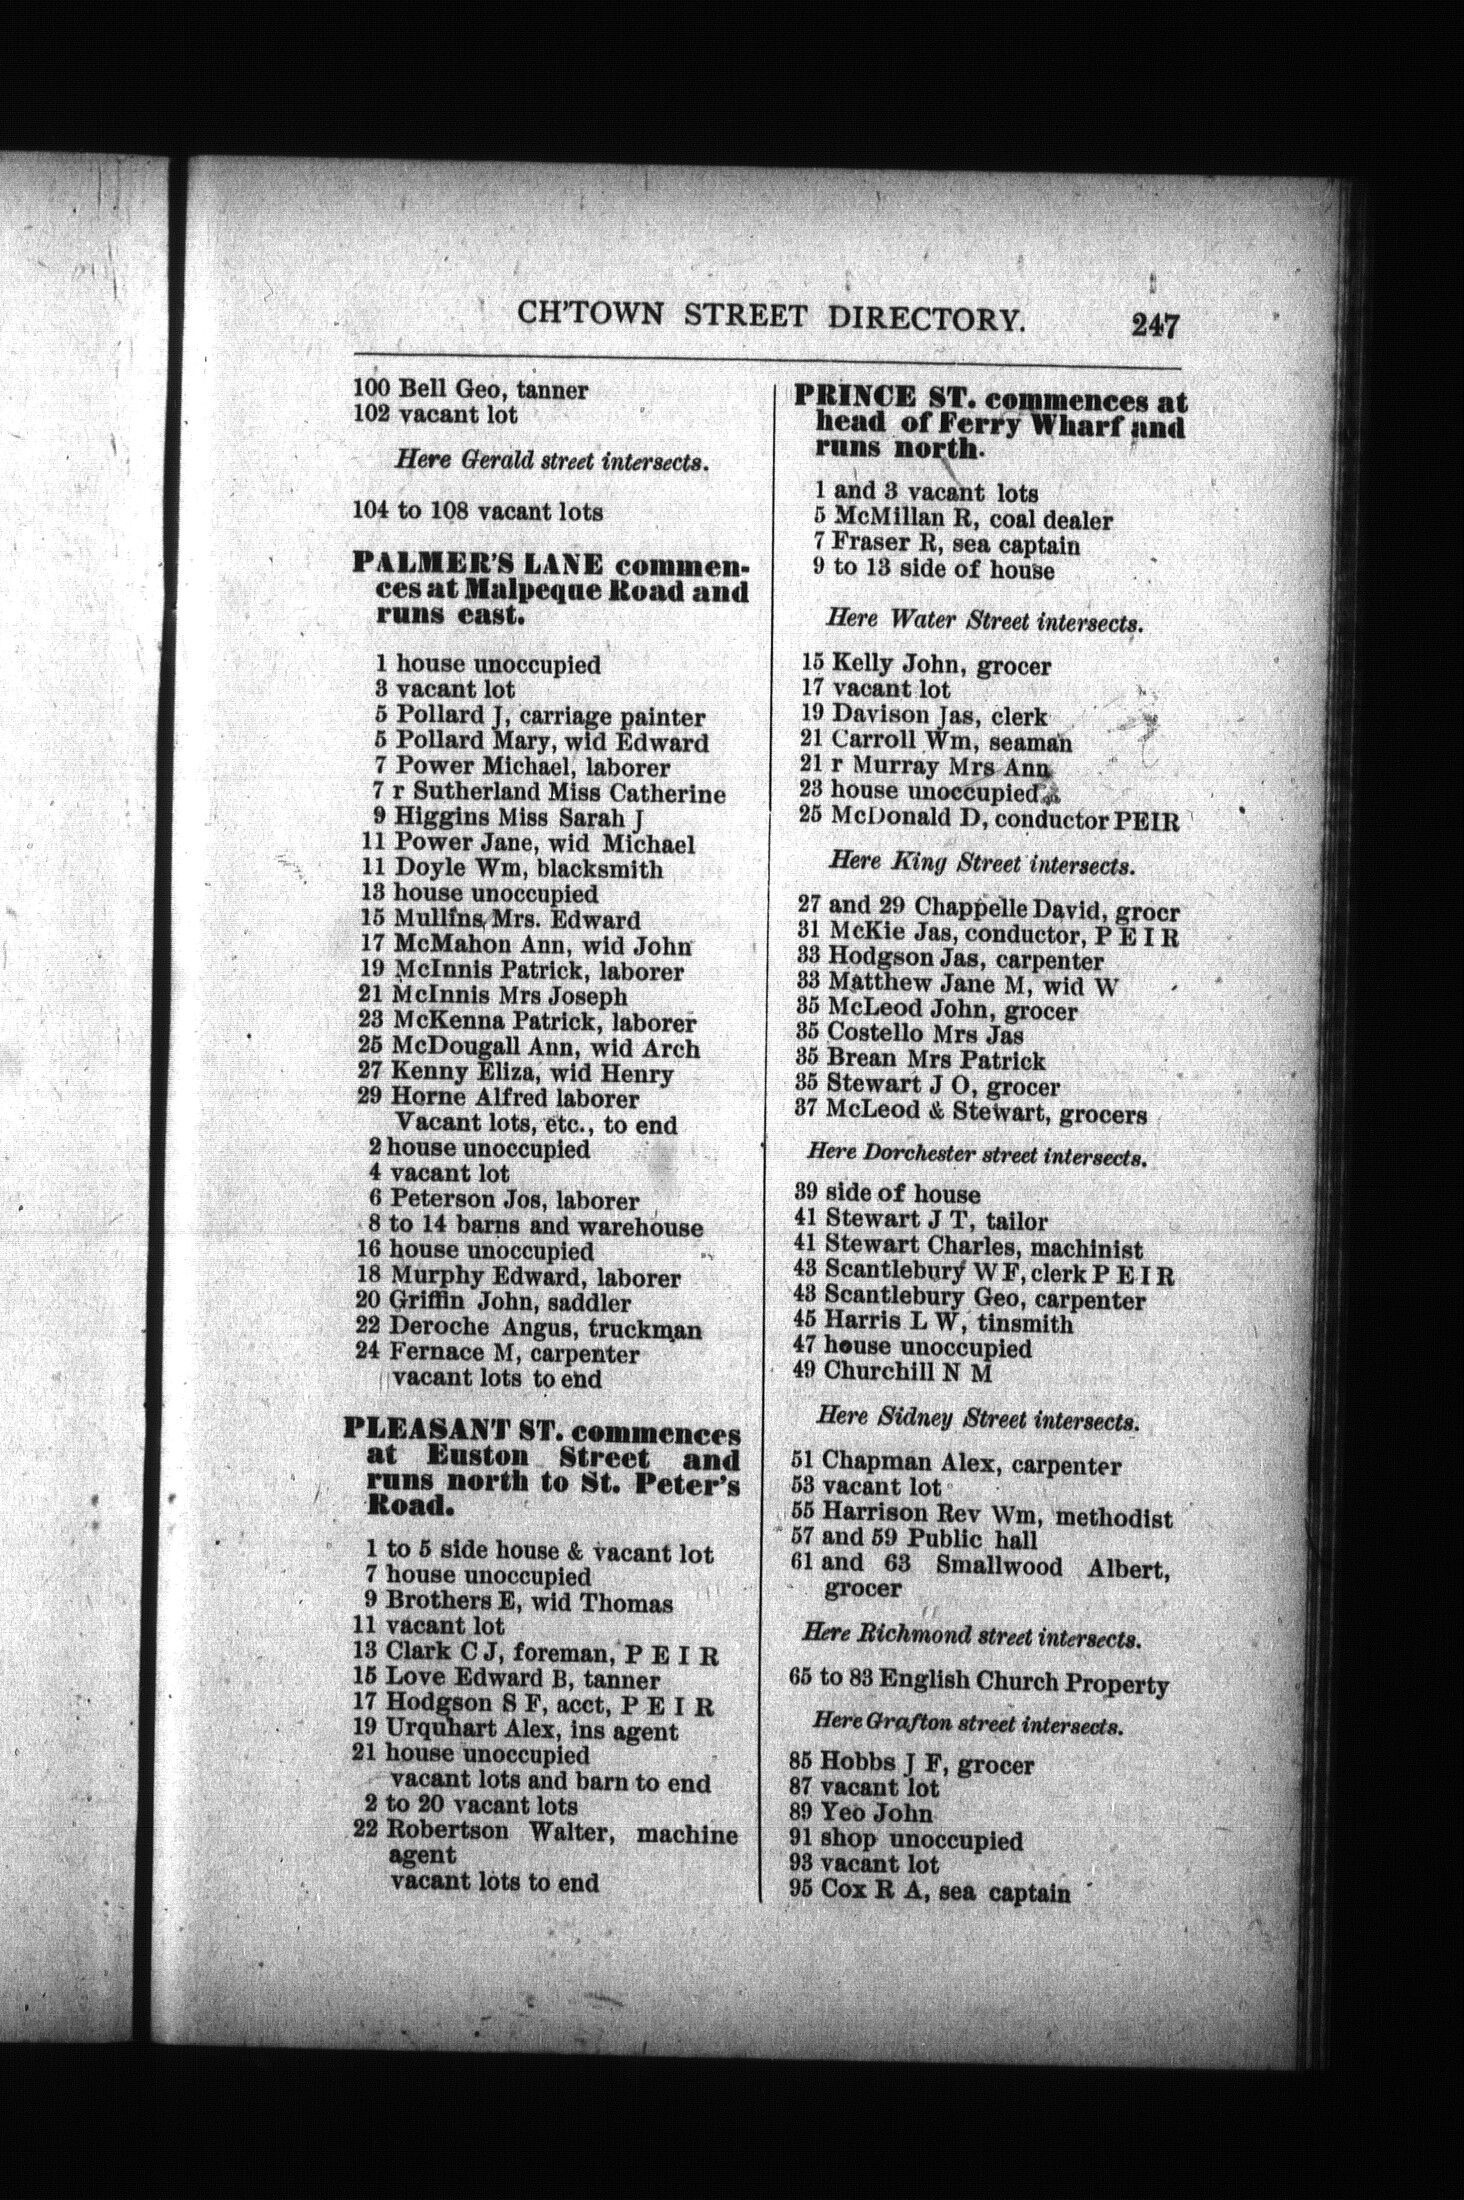 CH'TOWN STREET DIRECTORY. 247
100 Bell Geo, tanner
102 vacant lot
Here Gerald street intersects.
104 to 108 vacant lots
PALMER'S LANE commen-
ces at Malpeque Road and
runs east.
1 house unoccupied
3 vacant lot
5 Pollard J, carriage painter
5 Pollard Mary, wid Edward
7 Power Michael, laborer
7 r Sutherland Miss Catherine
9 Higgins Miss Sarah J
11 Power Jane, wid Michael
11 Doyle Wm, blacksmith
13 house unoccupied
15 Mullins, Mrs. Edward
17 McMahon Ann, wid John
19 McInnis Patrick, laborer
21 McInnis Mrs Joseph
23 McKenna Patrick, laborer
25 McDougall Ann, wid Arch
27 Kenny Eliza, wid Henry
29 Horne Alfred laborer
Vacant lots, etc., to end
2 house unoccupied
4 vacant lot
6 Peterson Jos, laborer
8 to 14 barns and warehouse
16 house unoccupied
18 Murphy Edward, laborer
20 Griffin John, saddler
22 Deroche Angus, truckman
24 Fernace M, carpenter
vacant lots to end
PLEASANT ST. commences
at Euston Street and
runs north to St. Peter's
Road.
1 to 5 side house & vacant lot
7 house unoccupied
9 Brothers E, wid Thomas
11 vacant lot
13 Clark C J, foreman, P E I R
15 Love Edward B, tanner
17 Hodgson S F, acct, P E I R
19 Urquhart Alex, ins agent
21 house unoccupied
vacant lots and barn to end
2 to 20 vacant lots
22 Robertson Walter, machine
agent
vacant lots to end
PRINCE ST. commences at
head of Ferry Wharf and
runs north.
1 and 3 vacant lots
5 McMillan R, coal dealer
7 Fraser R, sea captain
9 to 13 side of house
Here Water Street intersects.
15 Kelly John, grocer
17 vacant lot
19 Davison Jas, clerk
21 Carroll Wm, seaman
21 r Murray Mrs Ann
23 house unoccupied
25 McDonald D, conductor PEIR
Here King Street intersects.
27 and 29 Chappelle David, grocr
31 McKie Jas, conductor, P E I R
33 Hodgson Jas, carpenter
33 Matthew Jane M, wid W
35 McLeod John, grocer
35 Costello Mrs Jas
35 Brean Mrs Patrick
35 Stewart J O, grocer
37 McLeod & Stewart, grocers
Here Dorchester street intersects.
39 side of house
41 Stewart J T, tailor
41 Stewart Charles, machinist
43 Scantlebury W F, clerk P E I R
43 Scantlebury Geo, carpenter
45 Harris L W, tinsmith
47 house unoccupied
49 Churchill N M
Here Sidney Street intersects.
51 Chapman Alex, carpenter
53 vacant lot
55 Harrison Rev Wm, methodist
57 and 59 Public hall
61 and 63 Smallwood Albert,
grocer
Here Richmond street intersects.
65 to 83 English Church Property
Here Grafton street intersects.
85 Hobbs J F, grocer
87 vacant lot
89 Yeo John
91 shop unoccupied
93 vacant lot
95 Cox R A, sea captain